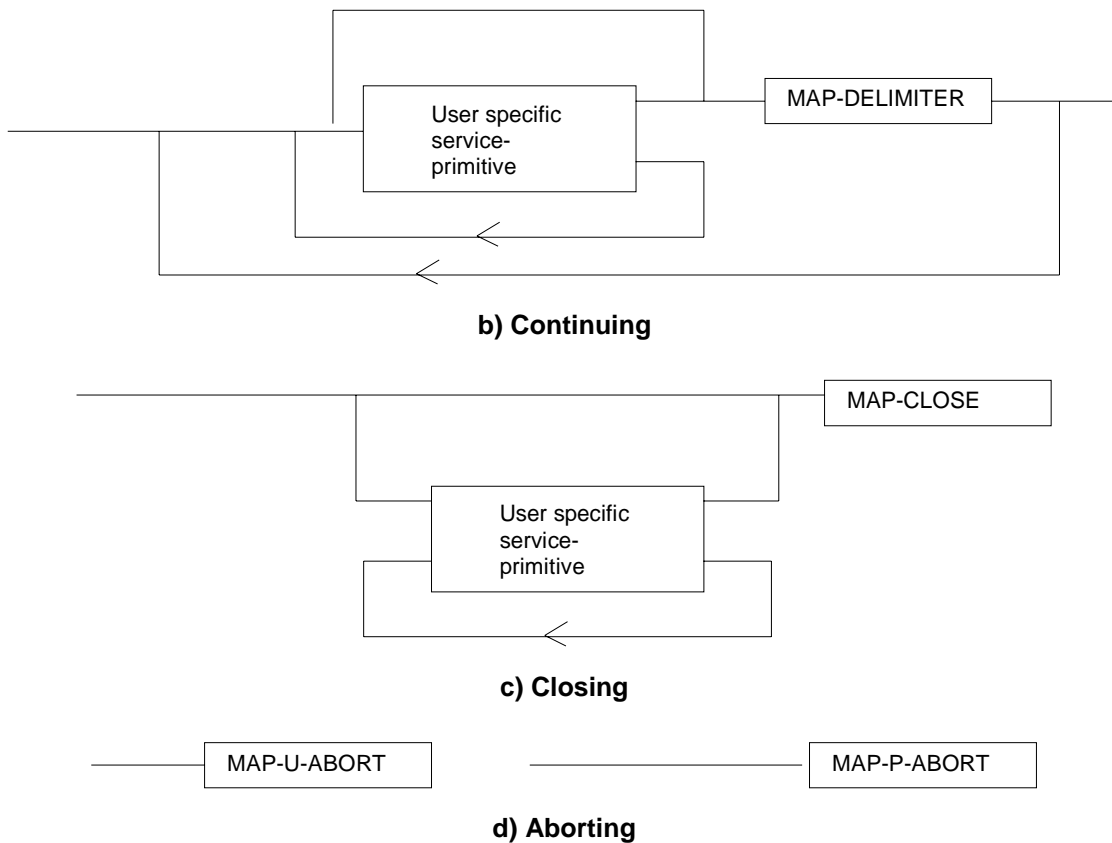 User specific
service-
primitive
MAP-DELIMITER
b) Continuing
MAP-CLOSE
User specific
service-
primitive
c) Closing
MAP-U-ABORT
MAP-P-ABORT
d) Aborting